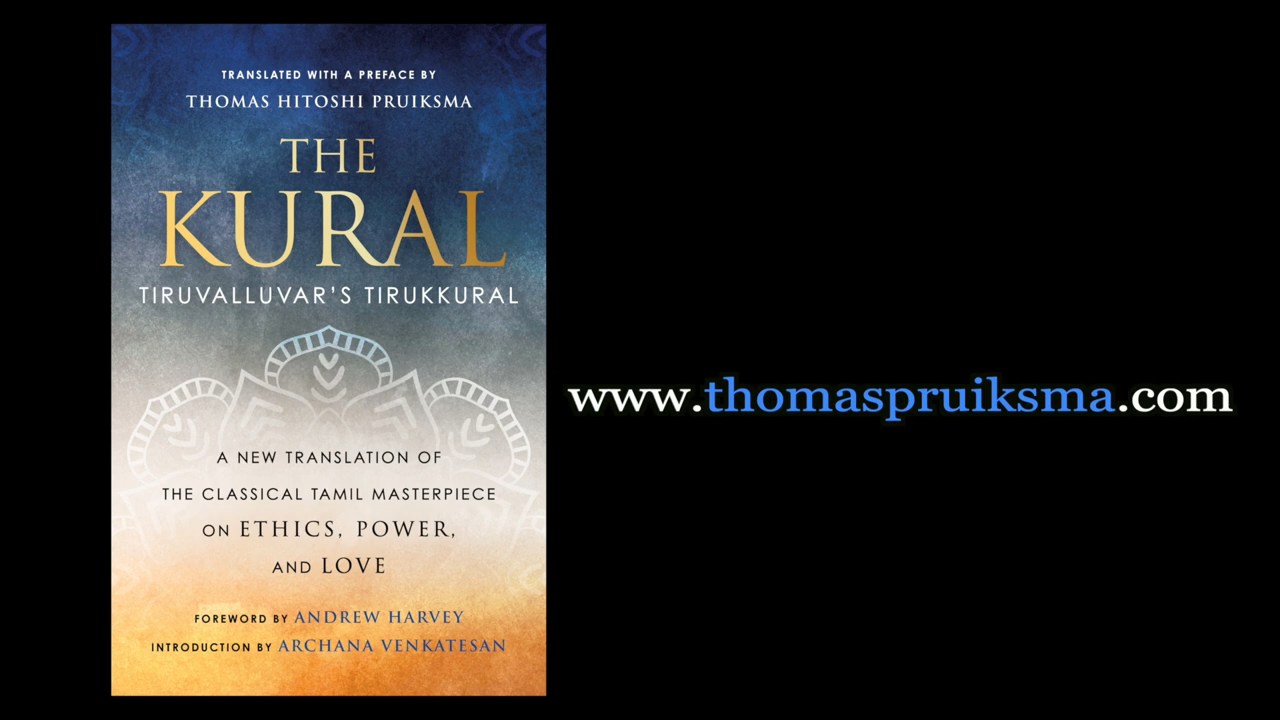 TRANSLATED WITH A PREFACE BY
THOMAS HITOSHI PRUIKSMA
THE
KURAL
TIRUVALLUVAR'S TIRUKKURAL
A NEW TRANSLATION OF
THE CLASSICAL TAMIL MASTERPIECE
ON ETHICS, POWER,
AND LOVE
FOREWORD BY ANDREW HARVEY
INTRODUCTION BY ARCHANA VENKATESAN
www.thomaspruiksma.com